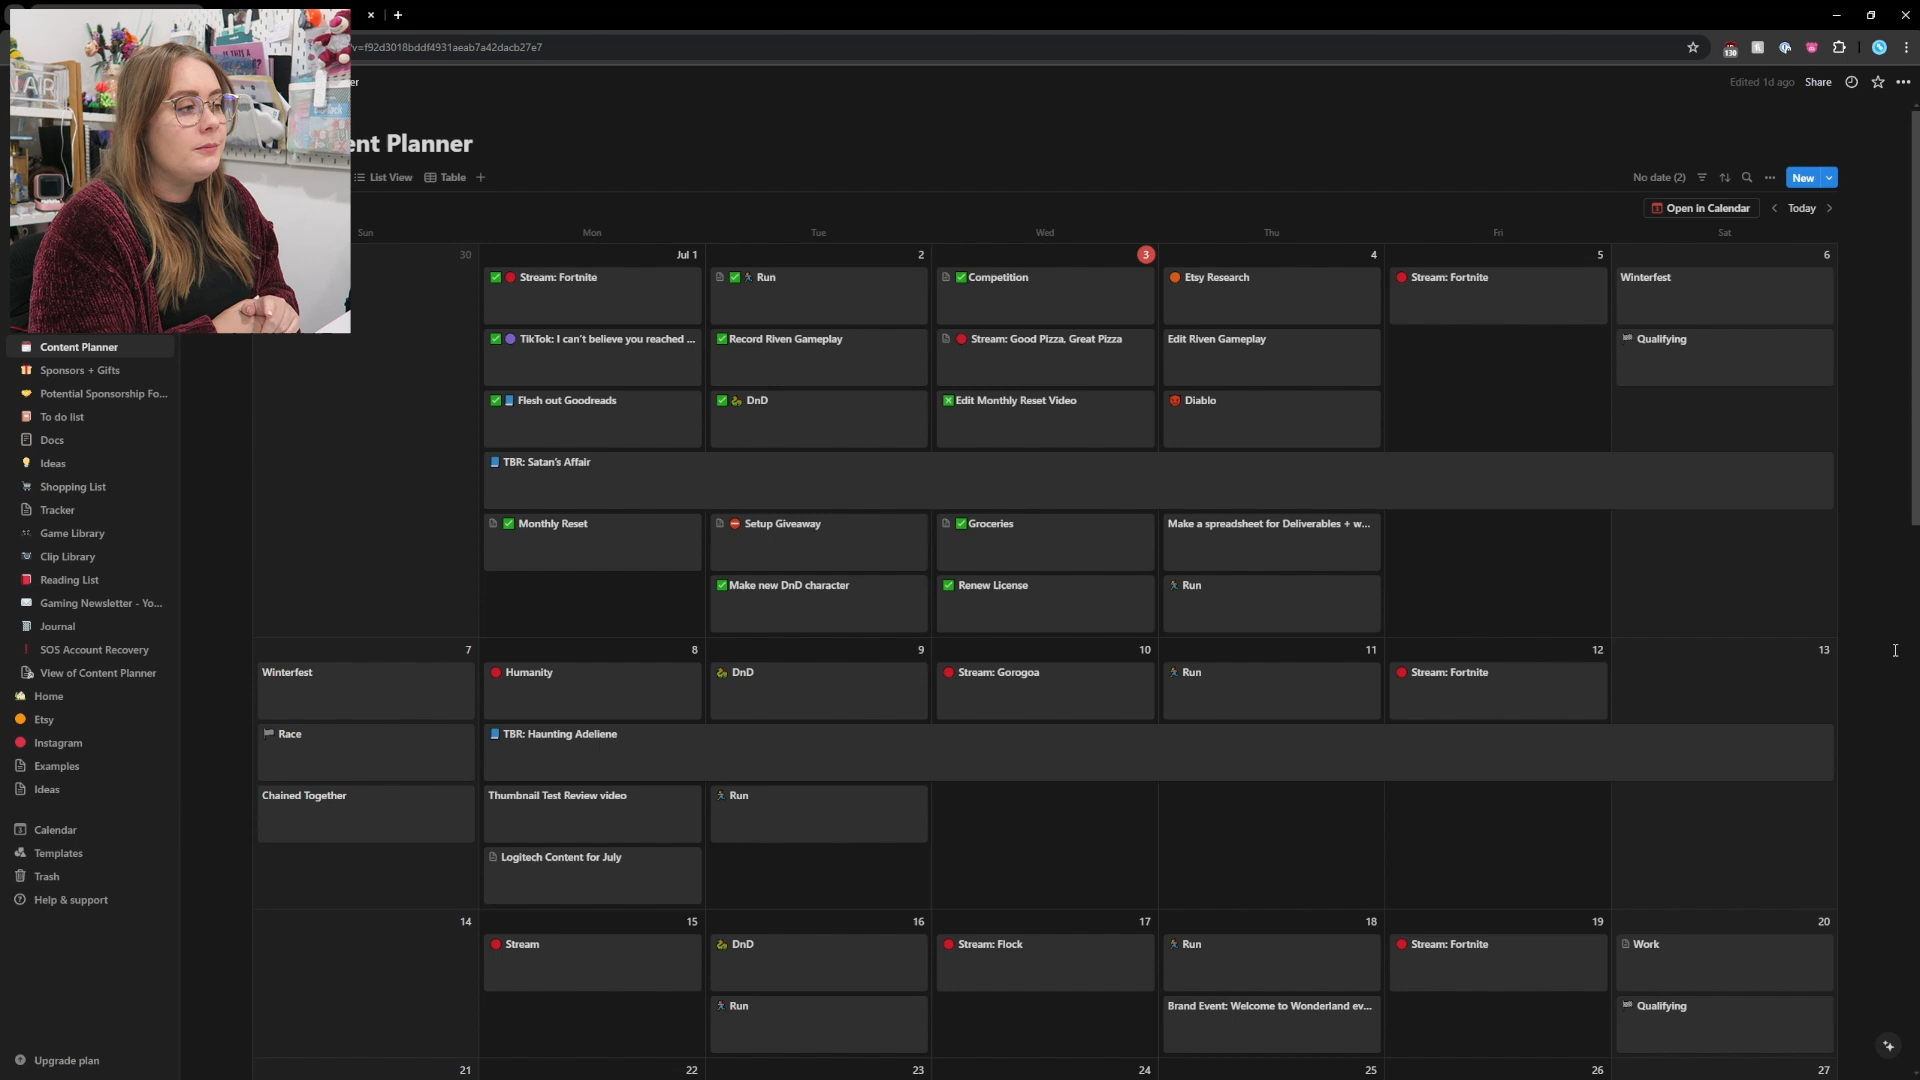 v=f92d3018bddf4931aeab7a42dacb27e7
130
er
Edited 1d ago
Share
ent Planner
List View
Table
No date (2)
New
Open in Calendar
Today
Sun
Mon
Tue
Wed
Thu
Fri
Sat
30
Jul 1
2
3
4
5
6
Stream: Fortnite
Run
Competition
Etsy Research
Stream: Fortnite
Winterfest
TikTok: I can't believe you reached ...
Record Riven Gameplay
Stream: Good Pizza, Great Pizza
Edit Riven Gameplay
Qualifying
Flesh out Goodreads
DnD
Edit Monthly Reset Video
Diablo
TBR: Satan's Affair
Monthly Reset
Setup Giveaway
Groceries
Make a spreadsheet for Deliverables + w...
Make new DnD character
Renew License
Run
7
8
9
10
11
12
13
Winterfest
Humanity
DnD
Stream: Gorogoa
Run
Stream: Fortnite
Race
TBR: Haunting Adeliene
Chained Together
Thumbnail Test Review video
Run
Logitech Content for July
14
15
16
17
18
19
20
Stream
DnD
Stream: Flock
Run
Stream: Fortnite
Work
Run
Brand Event: Welcome to Wonderland ev...
Qualifying
21
22
23
24
25
26
27
Content Planner
Sponsors + Gifts
Potential Sponsorship Fo...
To do list
Docs
Ideas
Shopping List
Tracker
Game Library
Clip Library
Reading List
Gaming Newsletter - Yo...
Journal
SOS Account Recovery
View of Content Planner
Home
Etsy
Instagram
Examples
Ideas
Calendar
Templates
Trash
Help & support
Upgrade plan